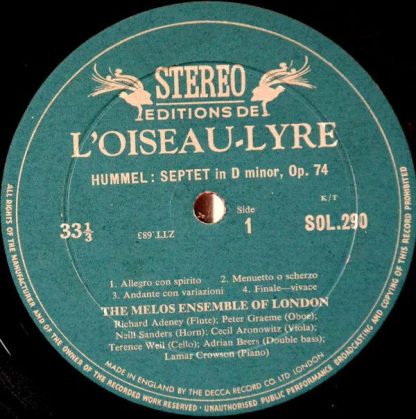 STEREO
EDITIONS DE
L'OISEAU-LYRE
HUMMEL: SEPTET in D minor, Op. 74
K/T
33⅓
ZTT.683
Side
1
SOL.290
1. Allegro con spirito 2. Menuetto o scherzo
3. Andante con variazioni 4. Finale—vivace
THE MELOS ENSEMBLE OF LONDON
Richard Adeney (Flute); Peter Graeme (Oboe);
Neill Sanders (Horn); Cecil Aronowitz (Viola);
Terence Weil (Cello); Adrian Beers (Double bass);
Lamar Crowson (Piano)
MADE IN ENGLAND BY THE DECCA RECORD CO. LTD. LONDON
ALL RIGHTS OF THE MANUFACTURER AND OF THE OWNER OF THE RECORDED WORK RESERVED · UNAUTHORISED PUBLIC PERFORMANCE BROADCASTING AND COPYING OF THIS RECORD PROHIBITED